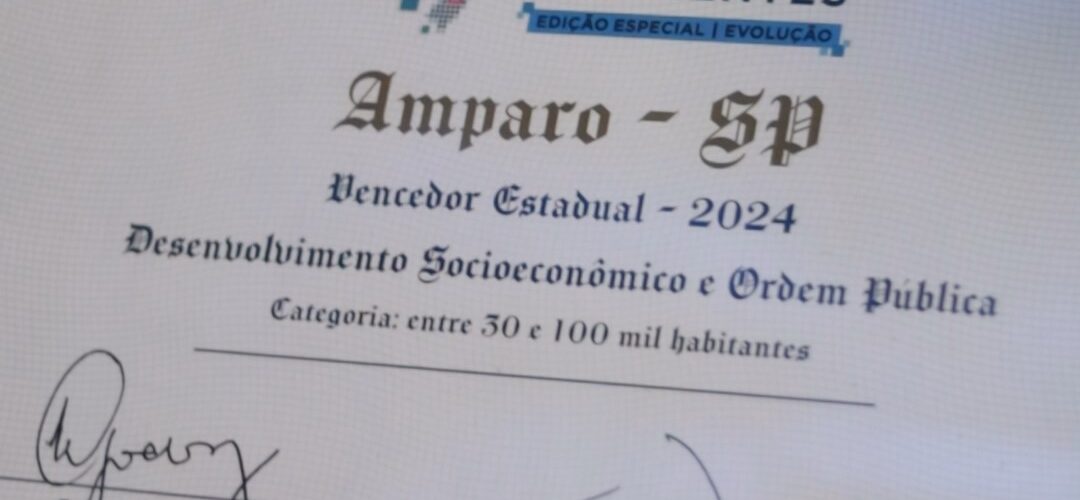 EDIÇÃO ESPECIAL | EVOLUÇÃO
Amparo - SP
Vencedor Estadual - 2024
Desenvolvimento Socioeconômico e Ordem Pública
Categoria: entre 30 e 100 mil habitantes